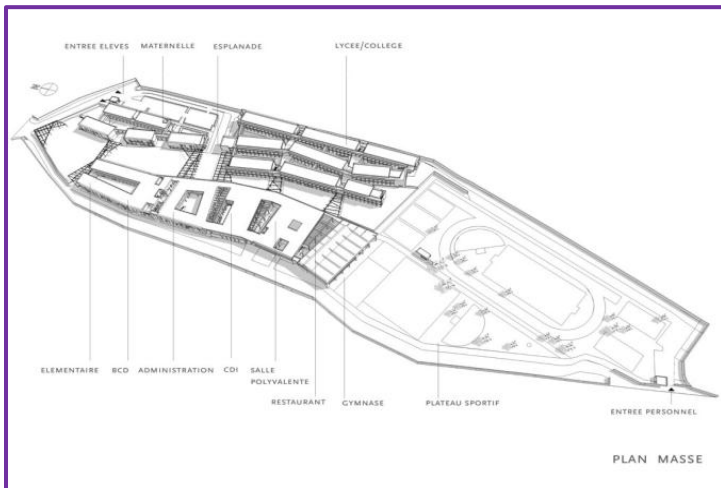 ENTREE ELEVES
MATERNELLE
ESPLANADE
LYCEE/COLLEGE
ELEMENTAIRE
BCD
ADMINISTRATION
CDI
SALLE
POLYVALENTE
RESTAURANT
GYMNASE
PLATEAU SPORTIF
ENTREE PERSONNEL
PLAN MASSE